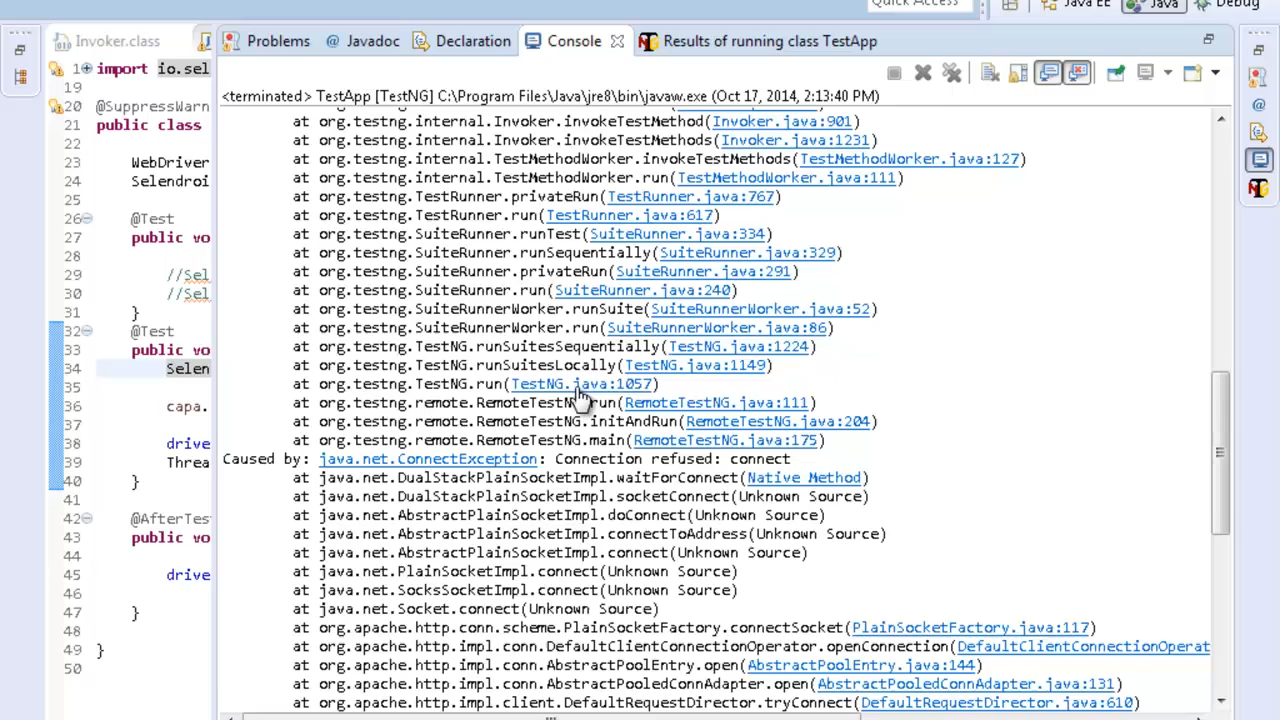 Quick Access
Java EE
Java
Debug
Invoker.class
Problems
@ Javadoc
Declaration
Console
Results of running class TestApp
<terminated> TestApp [TestNG] C:\Program Files\Java\jre8\bin\javaw.exe (Oct 17, 2014, 2:13:40 PM)
1 import io.sel
19
20 @SuppressWarn
21 public class
22
23 WebDriver
24 Selendroi
25
26 @Test
27 public vo
28
29 //Sel
30 //Sel
31 }
32 @Test
33 public vo
34 Selen
35
36 capa.
37
38 drive
39 Threa
40 }
41
42 @AfterTes
43 public vo
44
45 drive
46
47 }
48
49 }
50
at org.testng.internal.Invoker.invokeTestMethod(Invoker.java:901)
at org.testng.internal.Invoker.invokeTestMethods(Invoker.java:1231)
at org.testng.internal.TestMethodWorker.invokeTestMethods(TestMethodWorker.java:127)
at org.testng.internal.TestMethodWorker.run(TestMethodWorker.java:111)
at org.testng.TestRunner.privateRun(TestRunner.java:767)
at org.testng.TestRunner.run(TestRunner.java:617)
at org.testng.SuiteRunner.runTest(SuiteRunner.java:334)
at org.testng.SuiteRunner.runSequentially(SuiteRunner.java:329)
at org.testng.SuiteRunner.privateRun(SuiteRunner.java:291)
at org.testng.SuiteRunner.run(SuiteRunner.java:240)
at org.testng.SuiteRunnerWorker.runSuite(SuiteRunnerWorker.java:52)
at org.testng.SuiteRunnerWorker.run(SuiteRunnerWorker.java:86)
at org.testng.TestNG.runSuitesSequentially(TestNG.java:1224)
at org.testng.TestNG.runSuitesLocally(TestNG.java:1149)
at org.testng.TestNG.run(TestNG.java:1057)
at org.testng.remote.RemoteTestNG.run(RemoteTestNG.java:111)
at org.testng.remote.RemoteTestNG.initAndRun(RemoteTestNG.java:204)
at org.testng.remote.RemoteTestNG.main(RemoteTestNG.java:175)
Caused by: java.net.ConnectException: Connection refused: connect
at java.net.DualStackPlainSocketImpl.waitForConnect(Native Method)
at java.net.DualStackPlainSocketImpl.socketConnect(Unknown Source)
at java.net.AbstractPlainSocketImpl.doConnect(Unknown Source)
at java.net.AbstractPlainSocketImpl.connectToAddress(Unknown Source)
at java.net.AbstractPlainSocketImpl.connect(Unknown Source)
at java.net.PlainSocketImpl.connect(Unknown Source)
at java.net.SocksSocketImpl.connect(Unknown Source)
at java.net.Socket.connect(Unknown Source)
at org.apache.http.conn.scheme.PlainSocketFactory.connectSocket(PlainSocketFactory.java:117)
at org.apache.http.impl.conn.DefaultClientConnectionOperator.openConnection(DefaultClientConnectionOperat
at org.apache.http.impl.conn.AbstractPoolEntry.open(AbstractPoolEntry.java:144)
at org.apache.http.impl.conn.AbstractPooledConnAdapter.open(AbstractPooledConnAdapter.java:131)
at org.apache.http.impl.client.DefaultRequestDirector.tryConnect(DefaultRequestDirector.java:610)